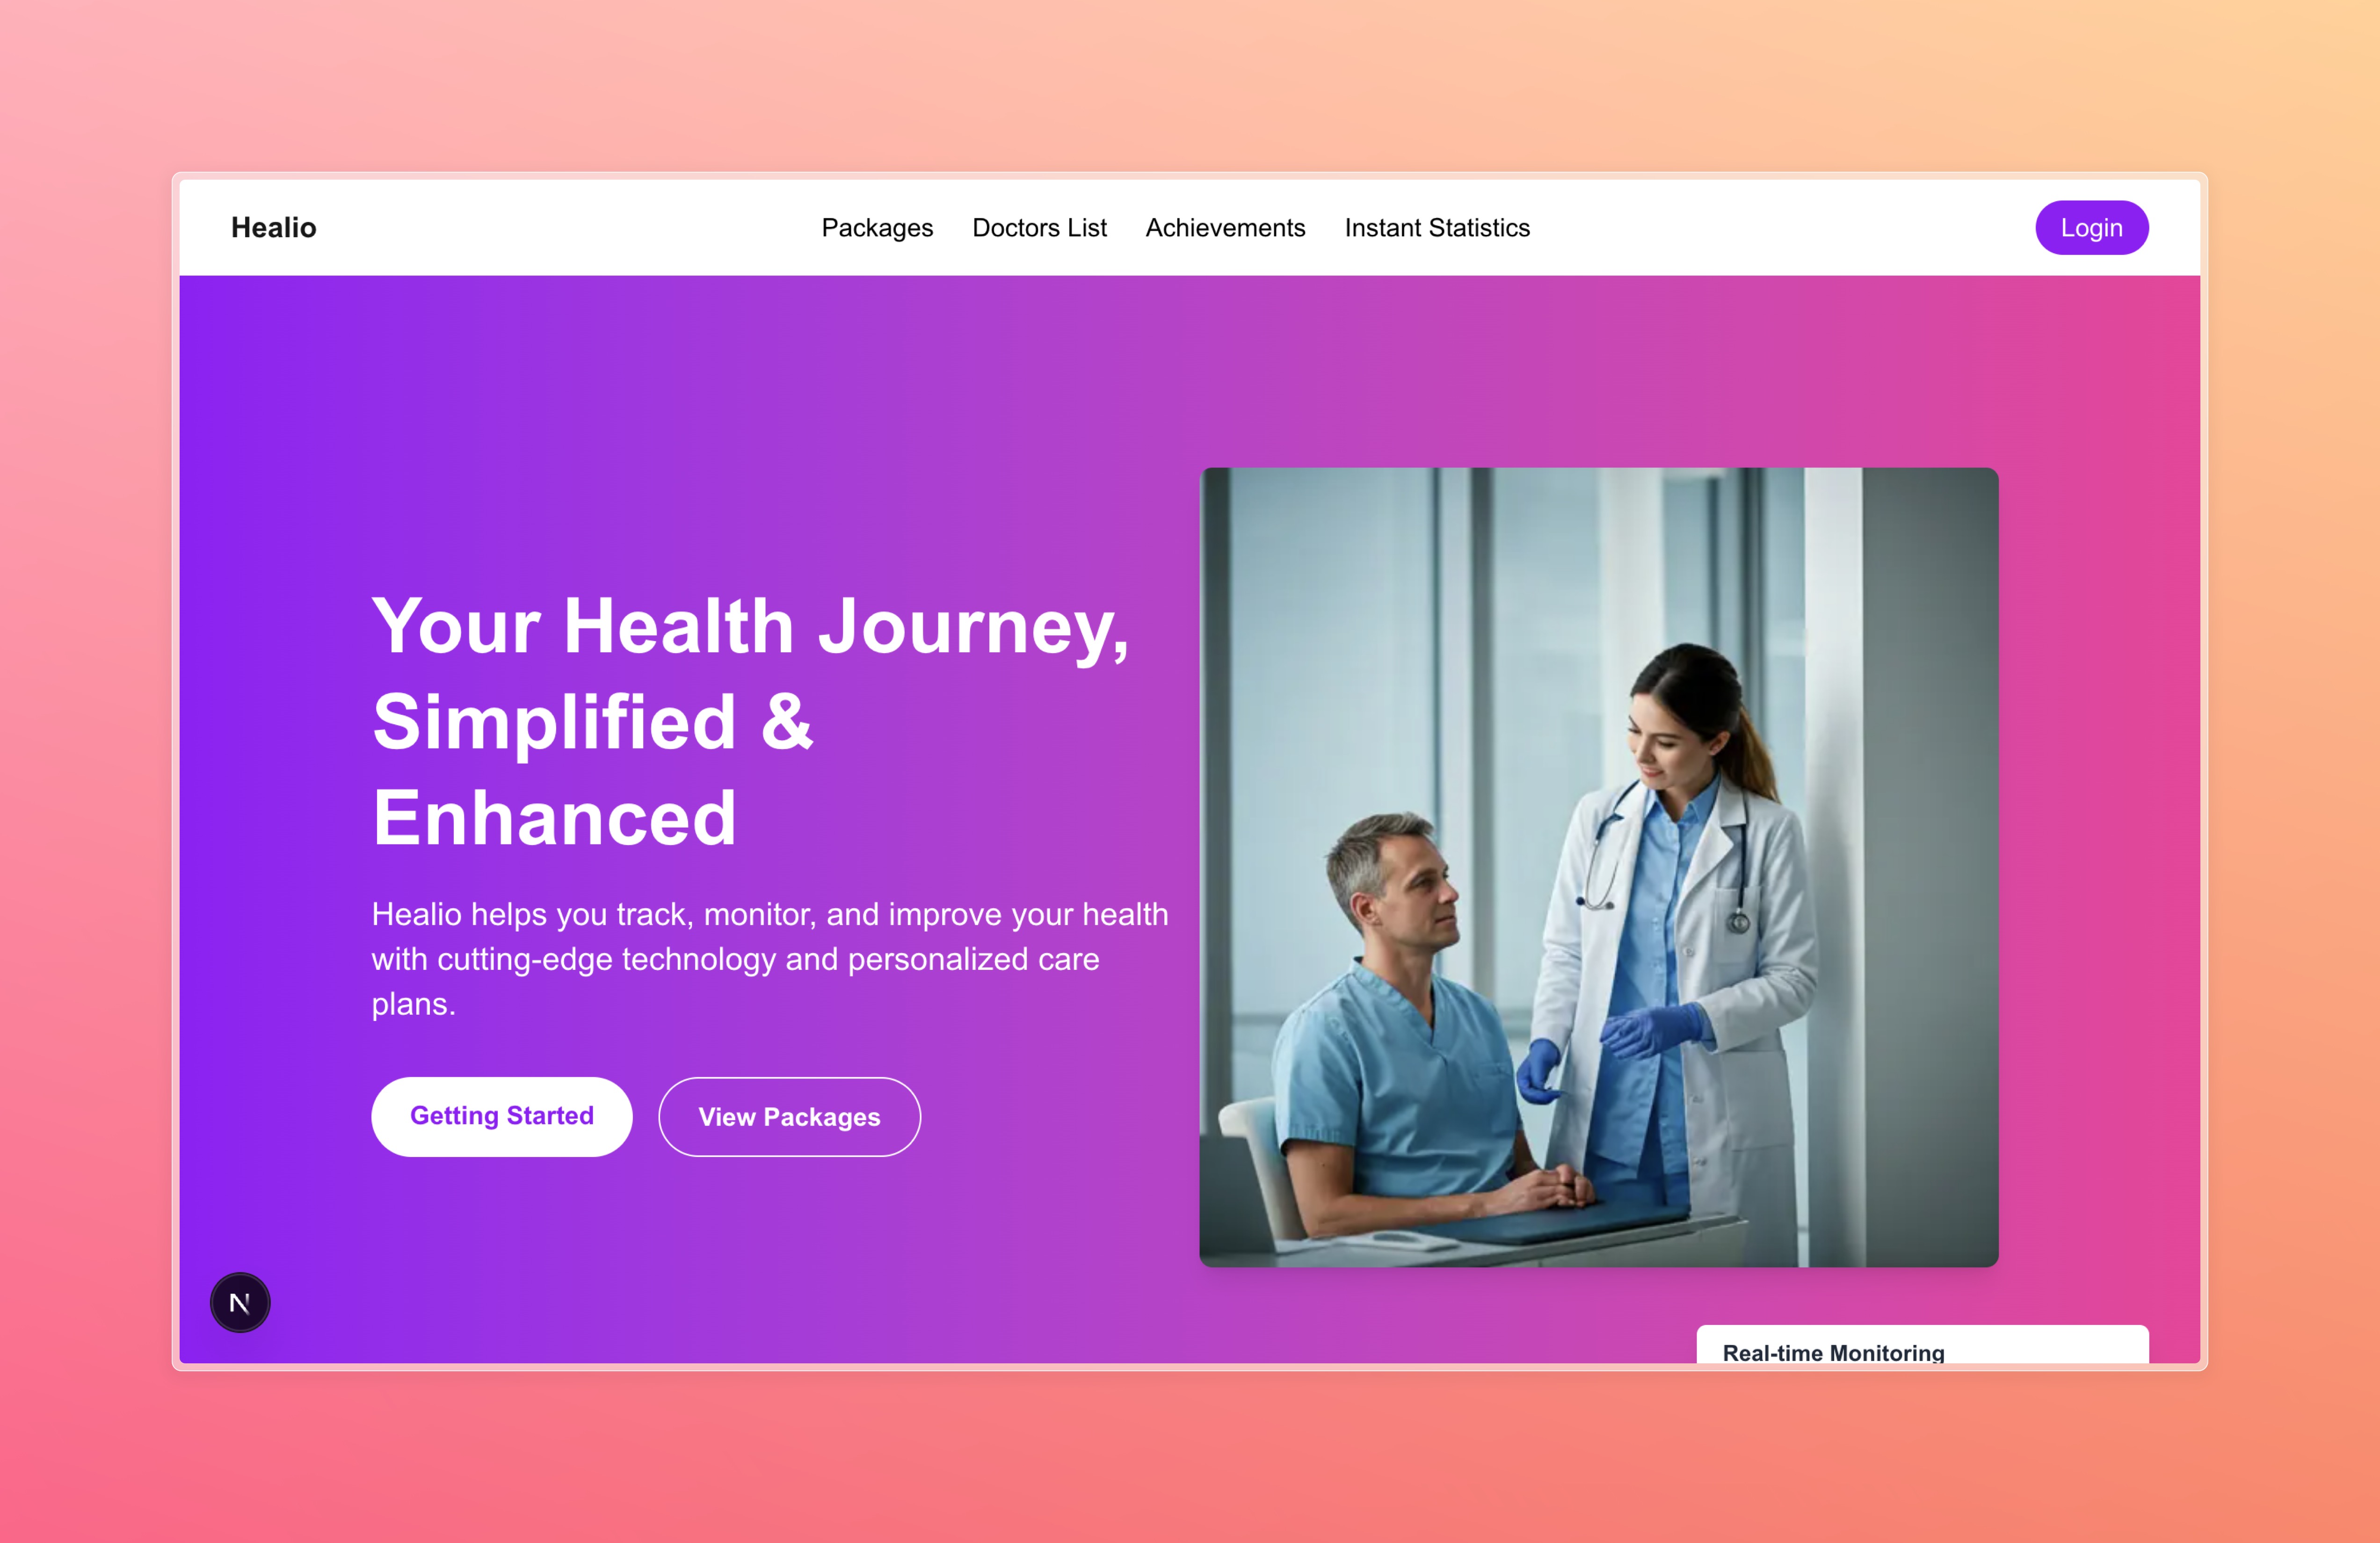 Healio
Packages
Doctors List
Achievements
Instant Statistics
Login
Your Health Journey,
Simplified &
Enhanced
Healio helps you track, monitor, and improve your health
with cutting-edge technology and personalized care
plans.
Getting Started
View Packages
N
Real-time Monitoring